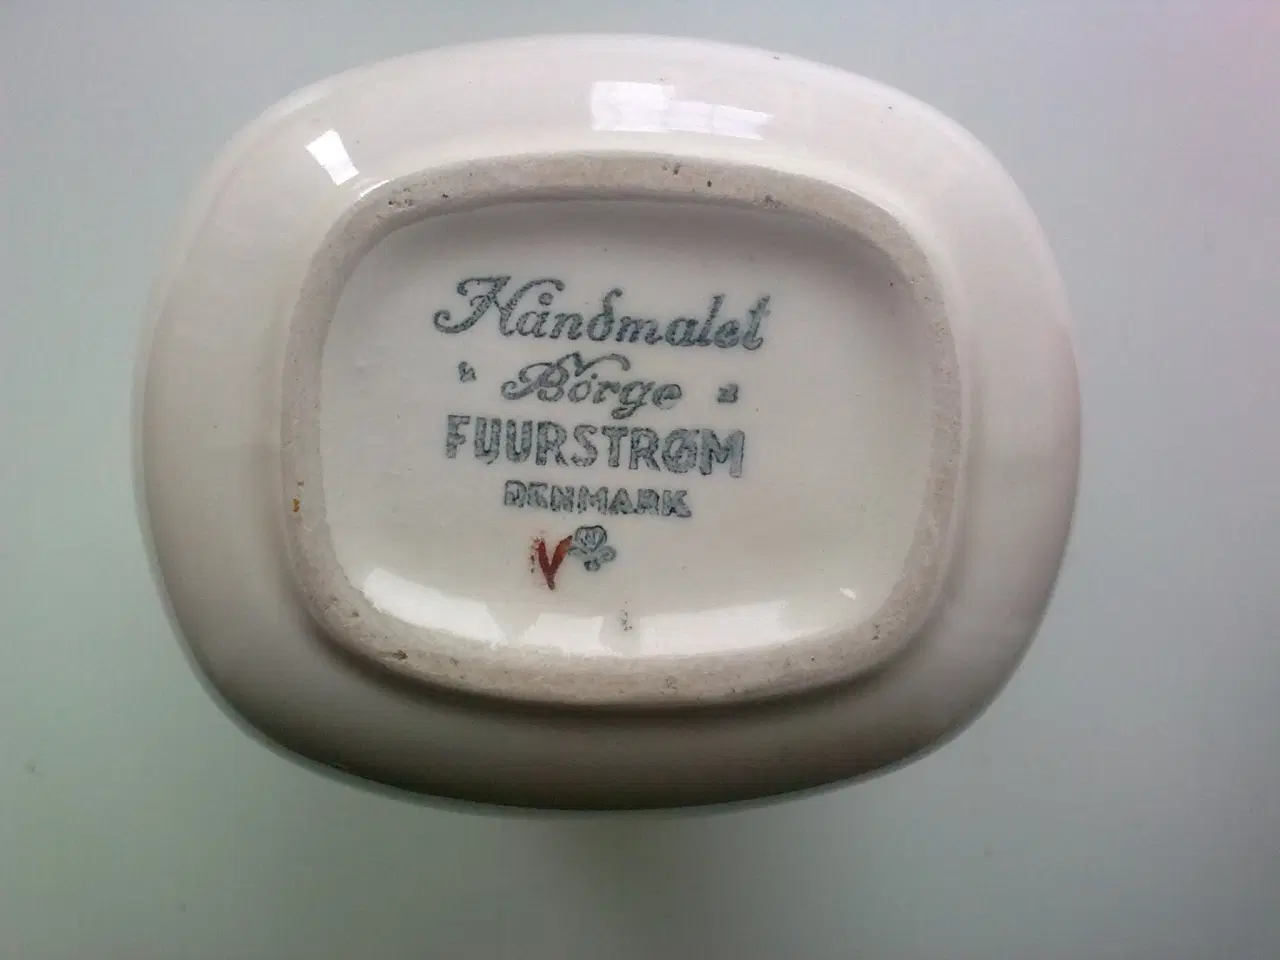 Håndmalet
Börge
FUURSTRØM
DENMARK
V